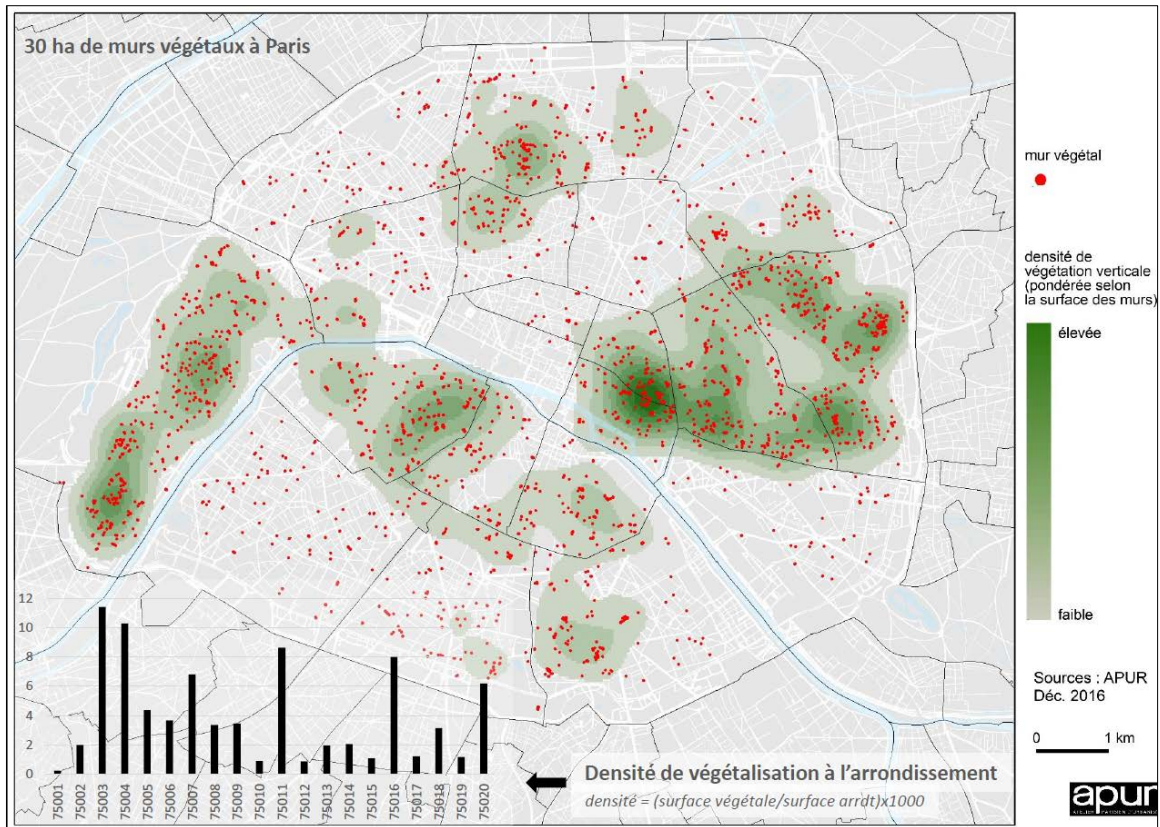 30 ha de murs végétaux à Paris
mur végétal
densité de
végétation verticale
(pondérée selon
la surface des murs)
élevée
faible
Sources : APUR
Déc. 2016
0 1 km
apur
12
10
8
6
4
2
0
75001
75002
75003
75004
75005
75006
75007
75008
75009
75010
75011
75012
75013
75014
75015
75016
75017
75018
75019
75020
Densité de végétalisation à l'arrondissement
densité = (surface végétale/surface arrdt)x1000